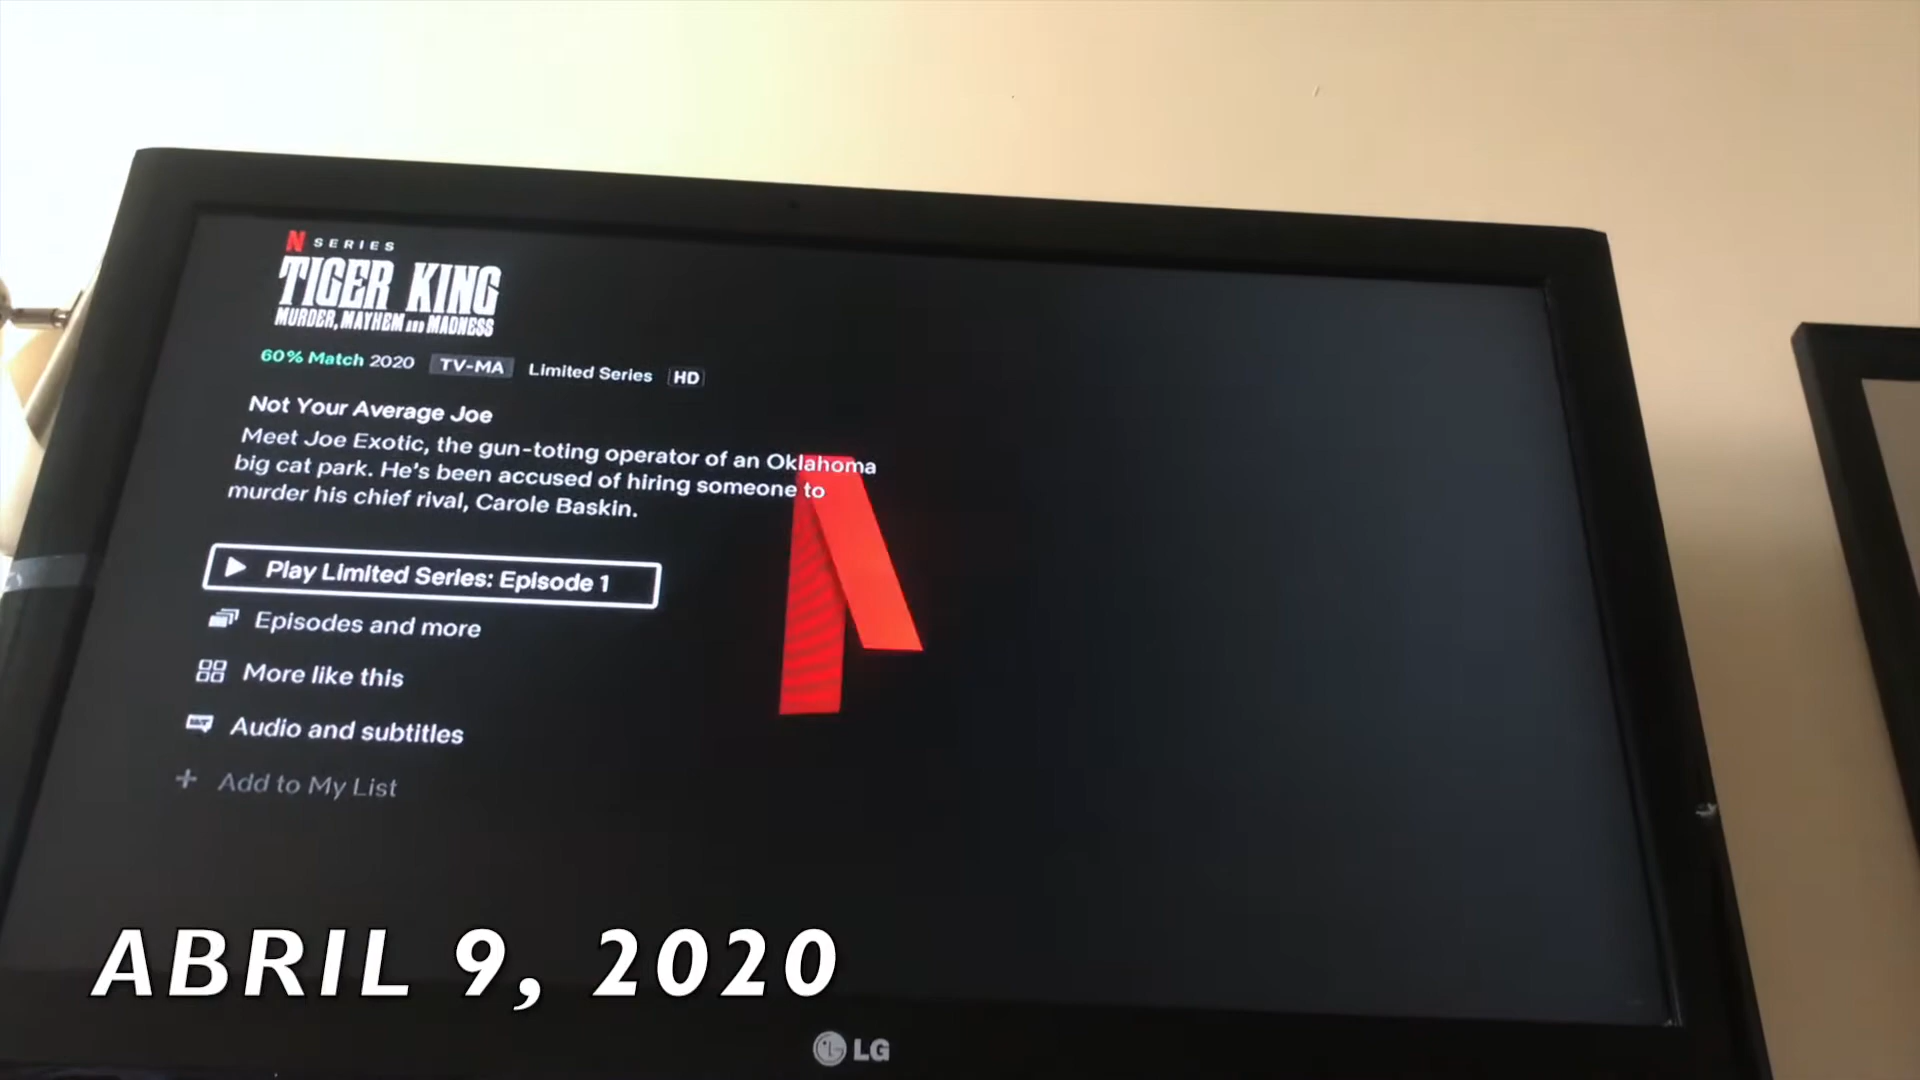 N SERIES
TIGER KING
MURDER, MAYHEM AND MADNESS
60% Match 2020 TV-MA Limited Series HD
Not Your Average Joe
Meet Joe Exotic, the gun-toting operator of an Oklahoma
big cat park. He's been accused of hiring someone to
murder his chief rival, Carole Baskin.
Play Limited Series: Episode 1
Episodes and more
More like this
Audio and subtitles
+ Add to My List
ABRIL 9, 2020
LG